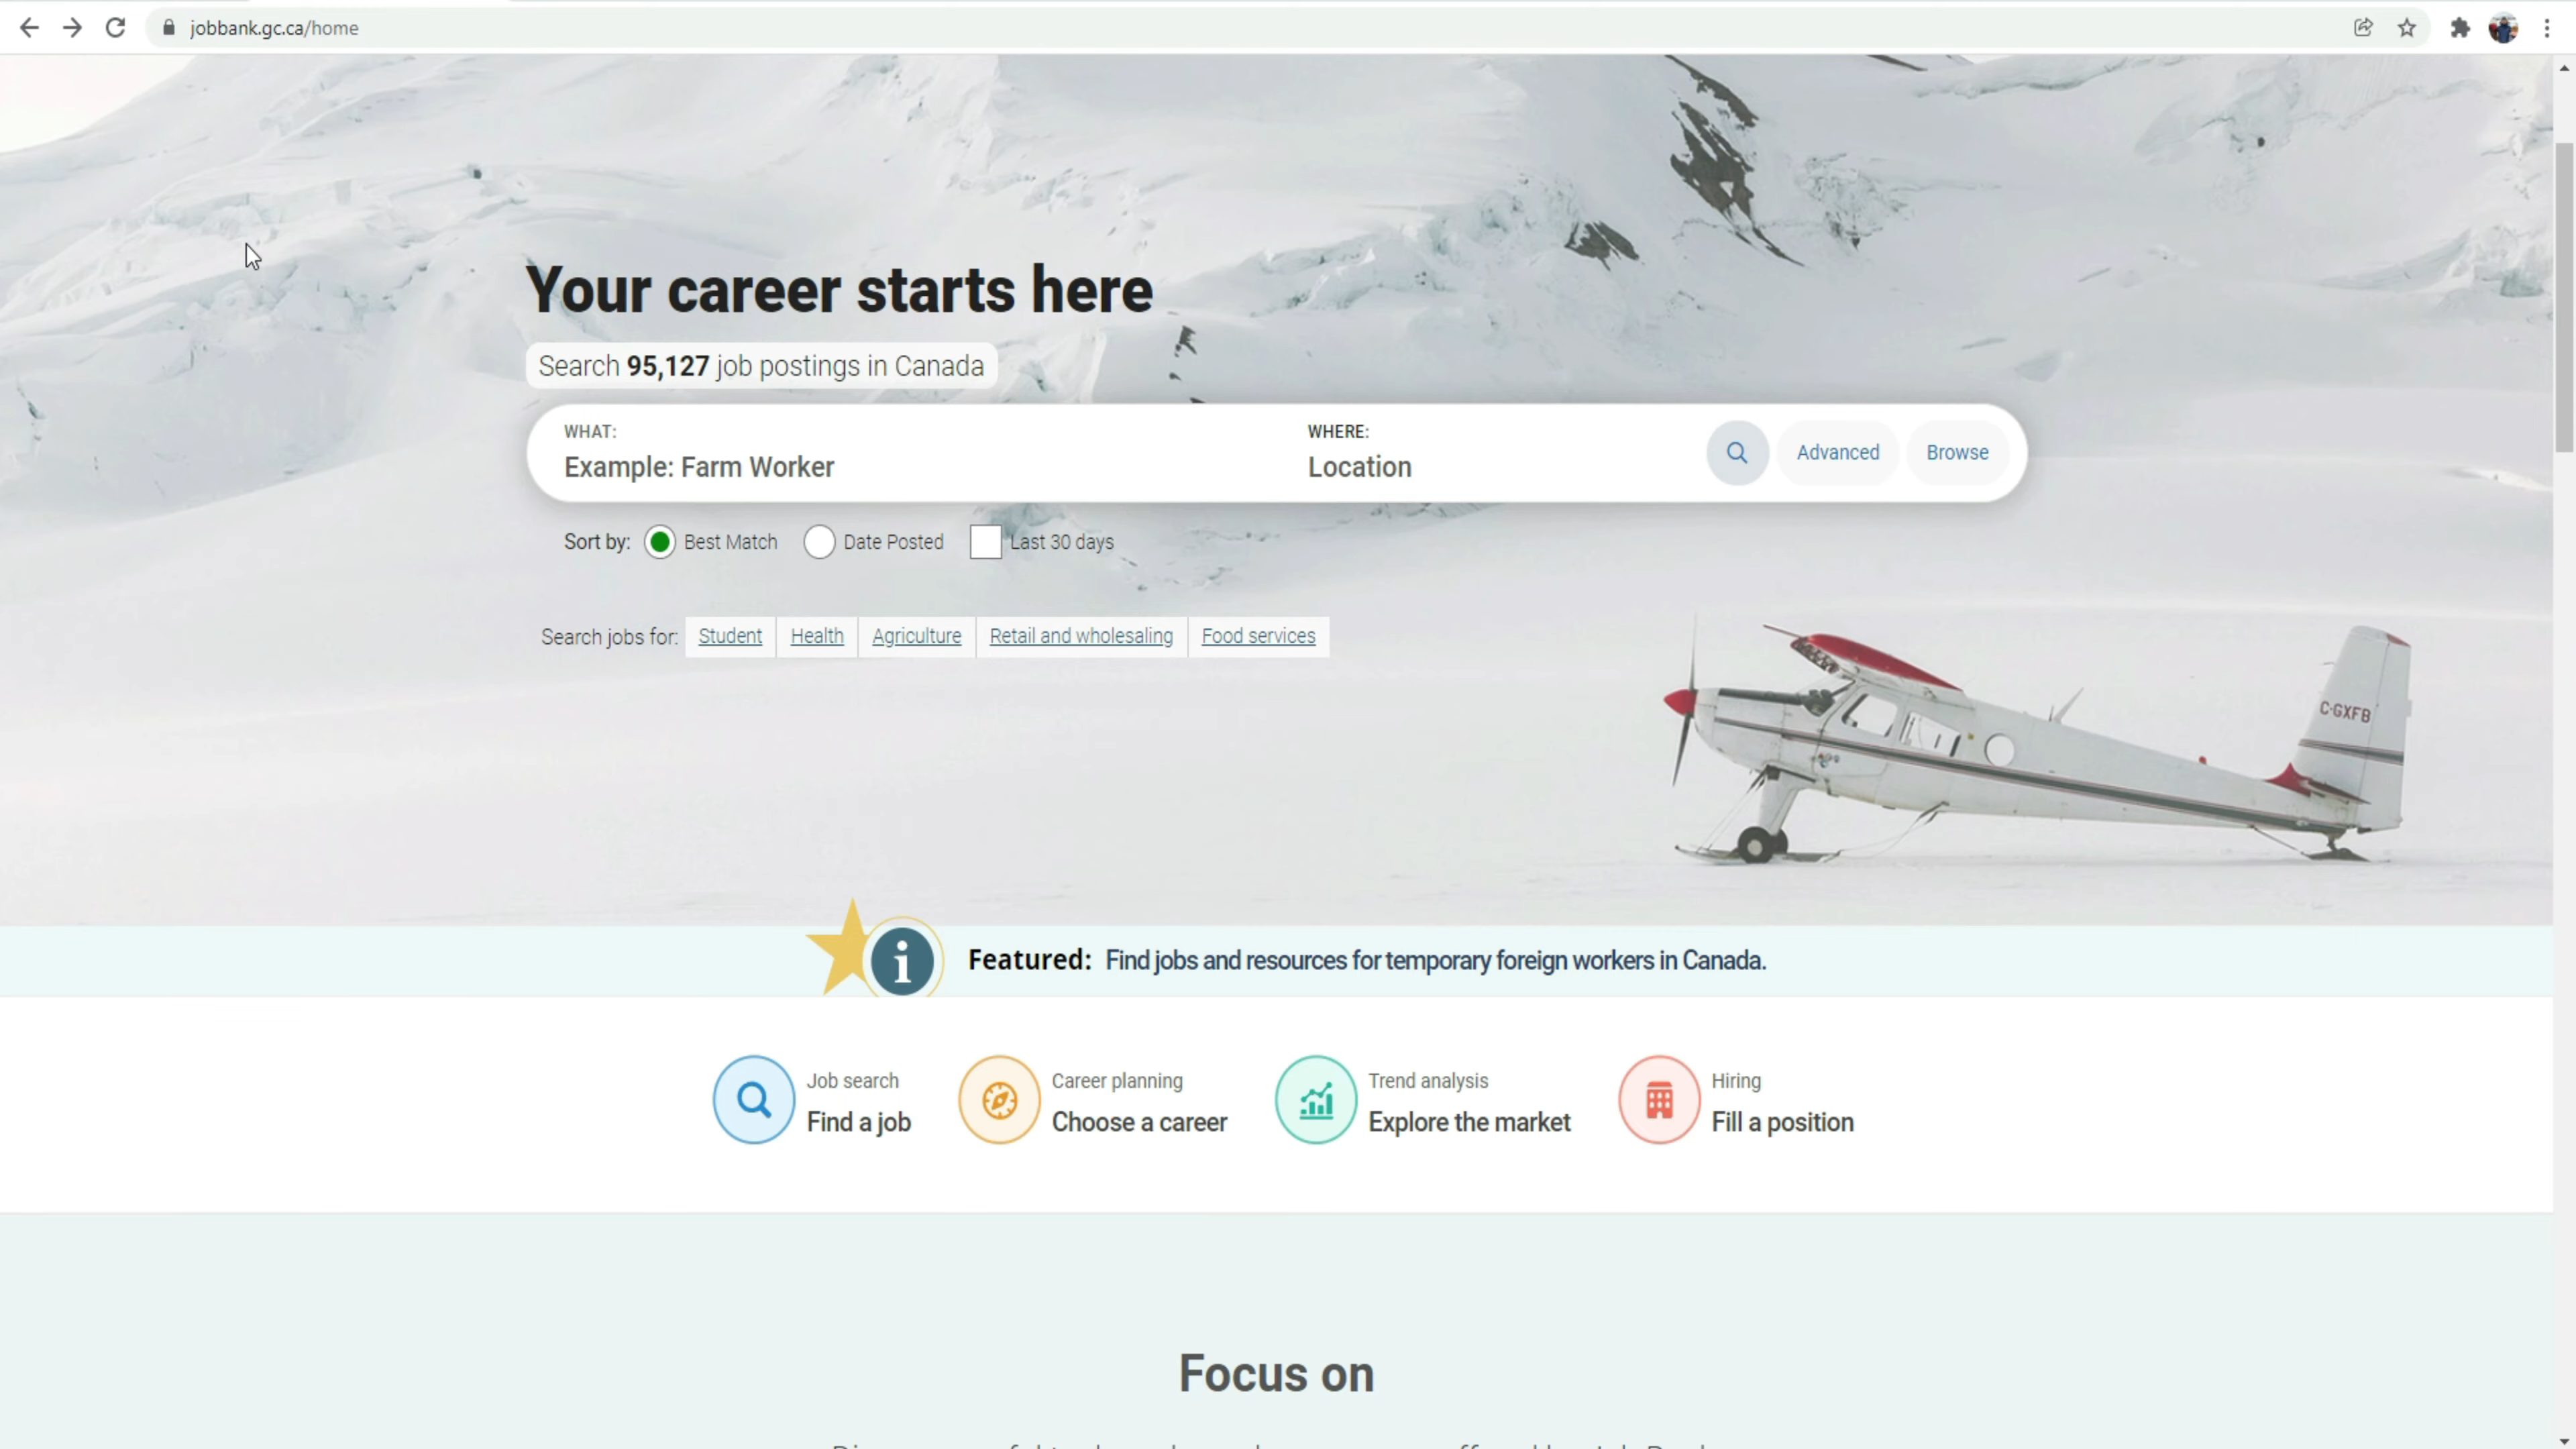 jobbank.gc.ca/home
Your career starts here
Search 95,127 job postings in Canada
WHAT:
Example: Farm Worker
WHERE:
Location
Advanced
Browse
Sort by: Best Match Date Posted Last 30 days
Search jobs for: Student Health Agriculture Retail and wholesaling Food services
C-GXFB
Featured: Find jobs and resources for temporary foreign workers in Canada.
Job search
Find a job
Career planning
Choose a career
Trend analysis
Explore the market
Hiring
Fill a position
Focus on